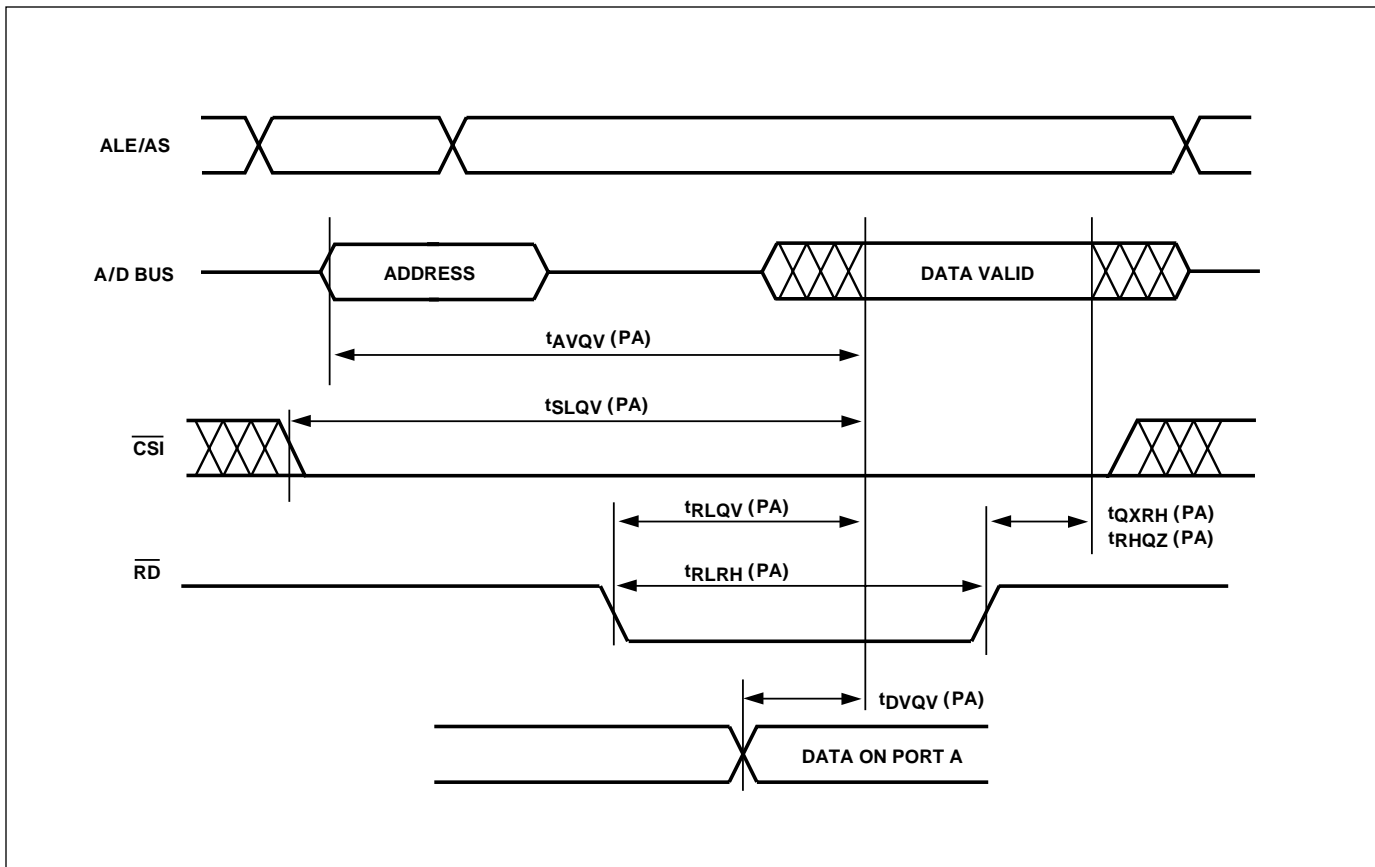 ALE/AS
A/D BUS
ADDRESS
DATA VALID
tAVQV (PA)
tSLQV (PA)
CSI
tRLQV (PA)
tQXRH (PA)
tRHQZ (PA)
RD
tRLRH (PA)
tDVQV (PA)
DATA ON PORT A